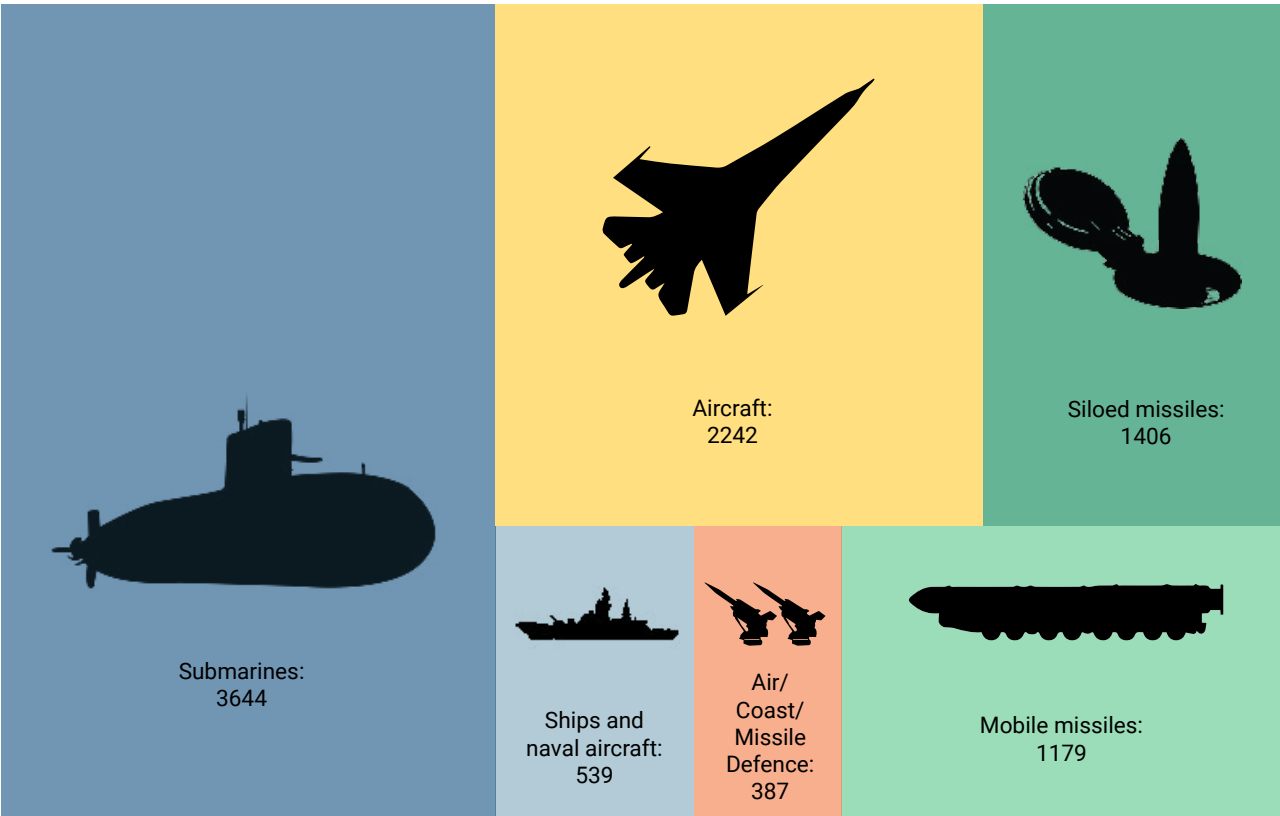 Aircraft:
2242
Siloed missiles:
1406
Submarines:
3644
Ships and
naval aircraft:
539
Air/
Coast/
Missile
Defence:
387
Mobile missiles:
1179